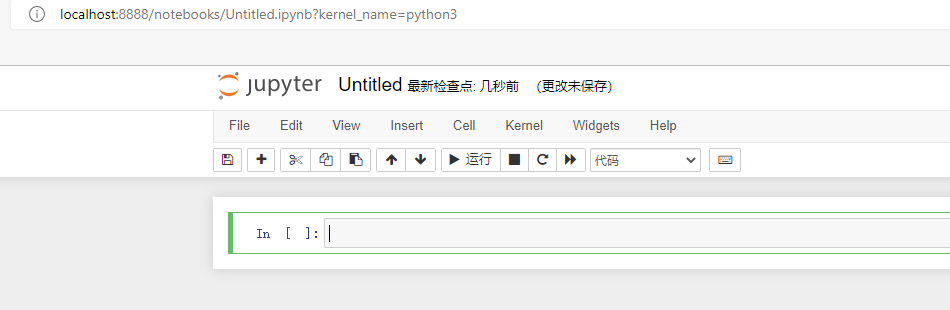 localhost:8888/notebooks/Untitled.ipynb?kernel_name=python3
jupyter Untitled 最新检查点: 几秒前 (更改未保存)
File Edit View Insert Cell Kernel Widgets Help
运行 代码
In [ ]: